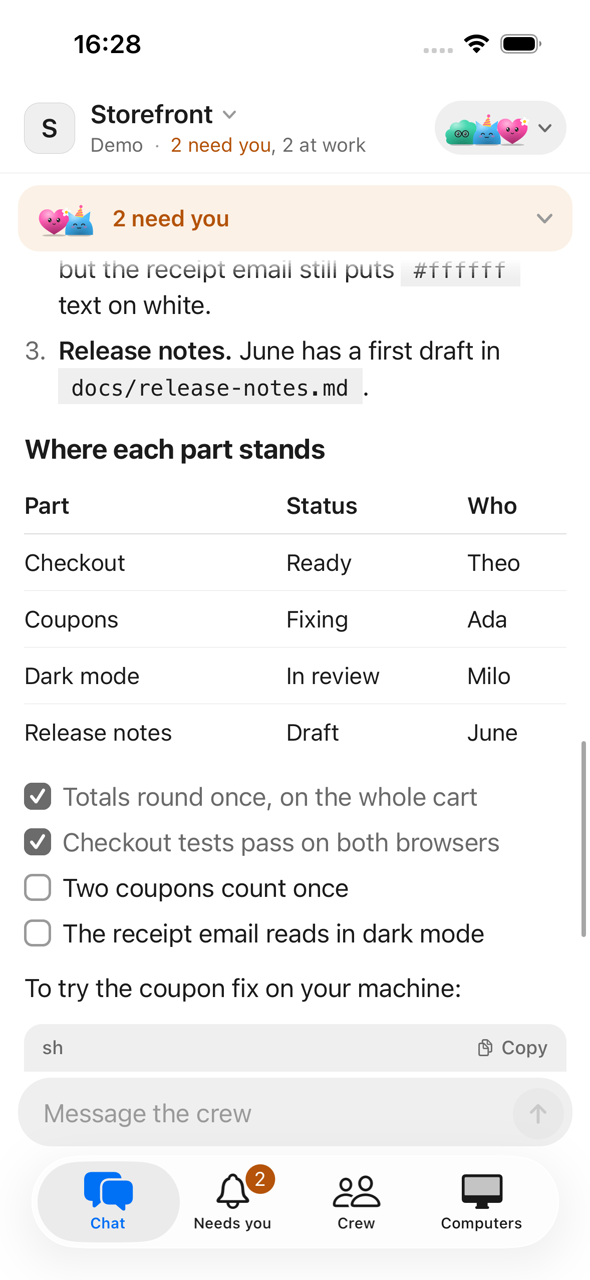 16:28
S
Storefront
Demo · 2 need you, 2 at work
2 need you
but the receipt email still puts #ffffff
text on white.
3. Release notes. June has a first draft in
docs/release-notes.md .
Where each part stands
Part Status Who
Checkout Ready Theo
Coupons Fixing Ada
Dark mode In review Milo
Release notes Draft June
Totals round once, on the whole cart
Checkout tests pass on both browsers
Two coupons count once
The receipt email reads in dark mode
To try the coupon fix on your machine:
sh Copy
Message the crew
2
Chat Needs you Crew Computers